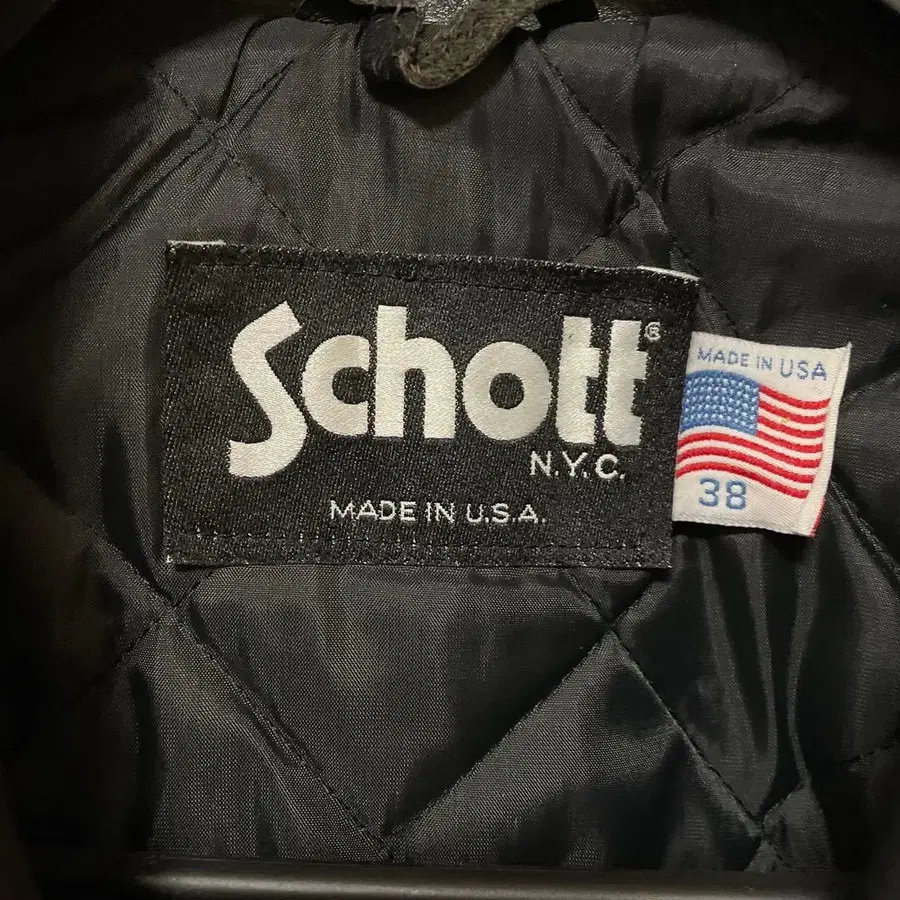 Schott®
N.Y.C.
MADE IN U.S.A.
MADE IN USA
38